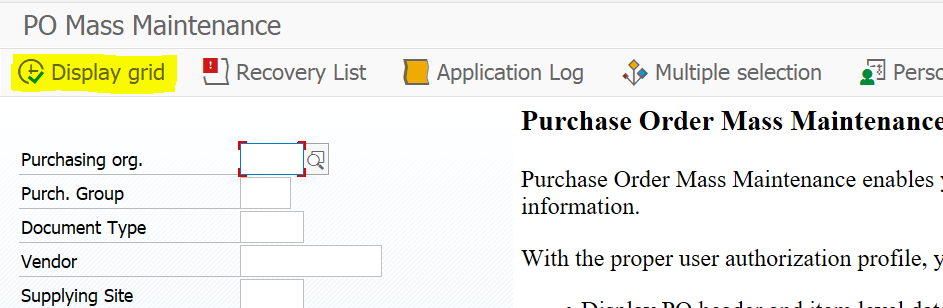 PO Mass Maintenance
Display grid Recovery List Application Log Multiple selection
Purchase Order Mass Maintenance
Purchasing org.
Purchase Order Mass Maintenance enables
Purch. Group
information.
Document Type
Vendor
With the proper user authorization profile,
Supplying Site